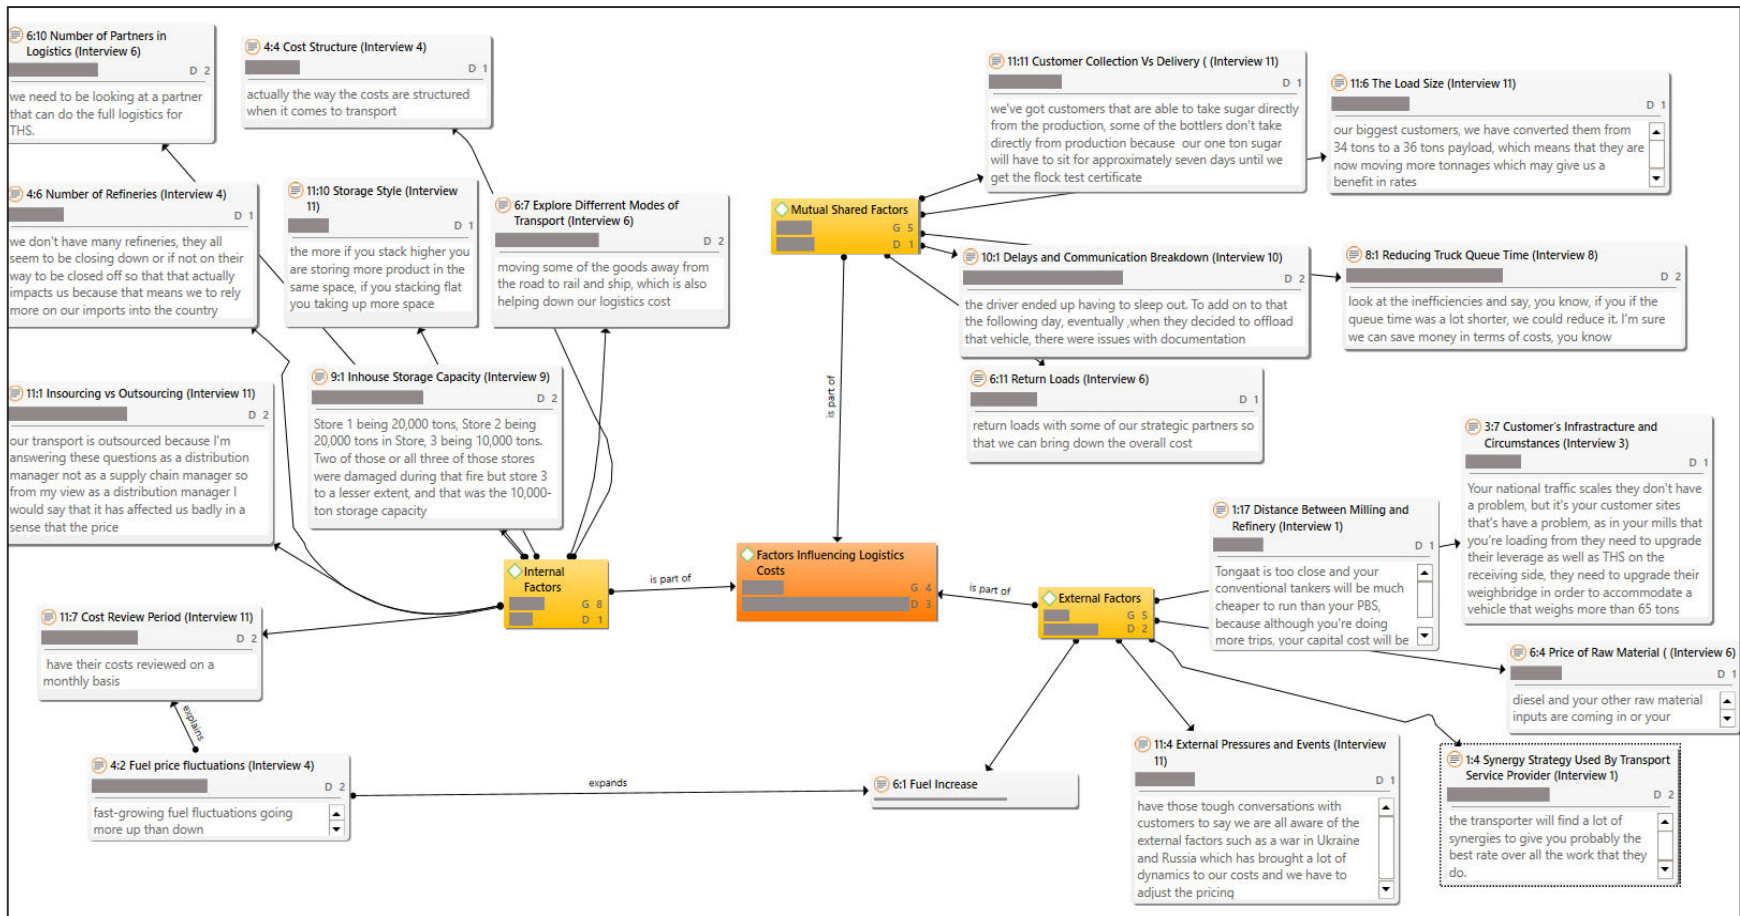 6:10 Number of Partners in
Logistics (Interview 6)
D 2
we need to be looking at a partner
that can do the full logistics for
THS.
4:4 Cost Structure (Interview 4)
D 1
actually the way the costs are structured
when it comes to transport
11:11 Customer Collection Vs Delivery ( (Interview 11)
D 1
we've got customers that are able to take sugar directly
from the production, some of the bottlers don't take
directly from production because our one ton sugar
will have to sit for approximately seven days until we
get the flock test certificate
11:6 The Load Size (Interview 11)
D 1
our biggest customers, we have converted them from
34 tons to a 36 tons payload, which means that they are
now moving more tonnages which may give us a
benefit in rates
4:6 Number of Refineries (Interview 4)
D 1
we don't have many refineries, they all
seem to be closing down or if not on their
way to be closed off so that that actually
impacts us because that means we to rely
more on our imports into the country
11:10 Storage Style (Interview
11)
D 1
the more if you stack higher you
are storing more product in the
same space, if you stacking flat
you taking up more space
6:7 Explore Differrent Modes of
Transport (Interview 6)
D 2
moving some of the goods away from
the road to rail and ship, which is also
helping down our logistics cost
Mutual Shared Factors
G 5
D 1
10:1 Delays and Communication Breakdown (Interview 10)
D 2
the driver ended up having to sleep out. To add on to that
the following day, eventually ,when they decided to offload
that vehicle, there were issues with documentation
8:1 Reducing Truck Queue Time (Interview 8)
D 2
look at the inefficiencies and say, you know, if you if the
queue time was a lot shorter, we could reduce it. I'm sure
we can save money in terms of costs, you know
11:1 Insourcing vs Outsourcing (Interview 11)
D 2
our transport is outsourced because I'm
answering these questions as a distribution
manager not as a supply chain manager so
from my view as a distribution manager I
would say that it has affected us badly in a
sense that the price
9:1 Inhouse Storage Capacity (Interview 9)
D 2
Store 1 being 20,000 tons, Store 2 being
20,000 tons in Store, 3 being 10,000 tons.
Two of those or all three of those stores
were damaged during that fire but store 3
to a lesser extent, and that was the 10,000-
ton storage capacity
is part of
6:11 Return Loads (Interview 6)
D 1
return loads with some of our strategic partners so
that we can bring down the overall cost
3:7 Customer's Infrastracture and
Circumstances (Interview 3)
D 1
Your national traffic scales they don't have
a problem, but it's your customer sites
that's have a problem, as in your mills that
you're loading from they need to upgrade
their leverage as well as THS on the
receiving side, they need to upgrade their
weighbridge in order to accommodate a
vehicle that weighs more than 65 tons
1:17 Distance Between Milling and
Refinery (Interview 1)
D 1
Tongaat is too close and your
conventional tankers will be much
cheaper to run than your PBS,
because although you're doing
more trips, your capital cost will be
Internal
Factors
G 8
D 1
is part of
Factors Influencing Logistics
Costs
G 4
D 3
is part of
External Factors
G 5
D 2
11:7 Cost Review Period (Interview 11)
D 2
have their costs reviewed on a
monthly basis
6:4 Price of Raw Material ( (Interview 6)
D 1
diesel and your other raw material
inputs are coming in or your
explains
4:2 Fuel price fluctuations (Interview 4)
D 2
fast-growing fuel fluctuations going
more up than down
expands
6:1 Fuel Increase
11:4 External Pressures and Events (Interview
11)
D 1
have those tough conversations with
customers to say we are all aware of the
external factors such as a war in Ukraine
and Russia which has brought a lot of
dynamics to our costs and we have to
adjust the pricing
1:4 Synergy Strategy Used By Transport
Service Provider (Interview 1)
D 2
the transporter will find a lot of
synergies to give you probably the
best rate over all the work that they
do.